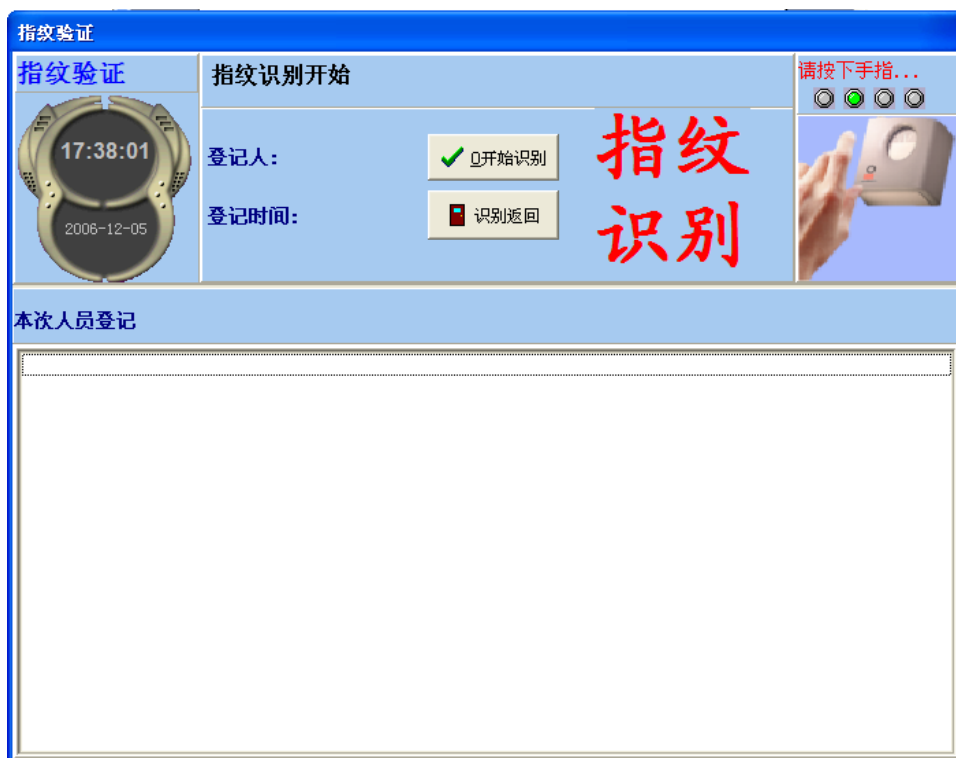 指纹验证
指纹验证
17:38:01
2006-12-05
指纹识别开始
登记人:
0开始识别
登记时间:
识别返回
指纹
识别
请按下手指...
本次人员登记